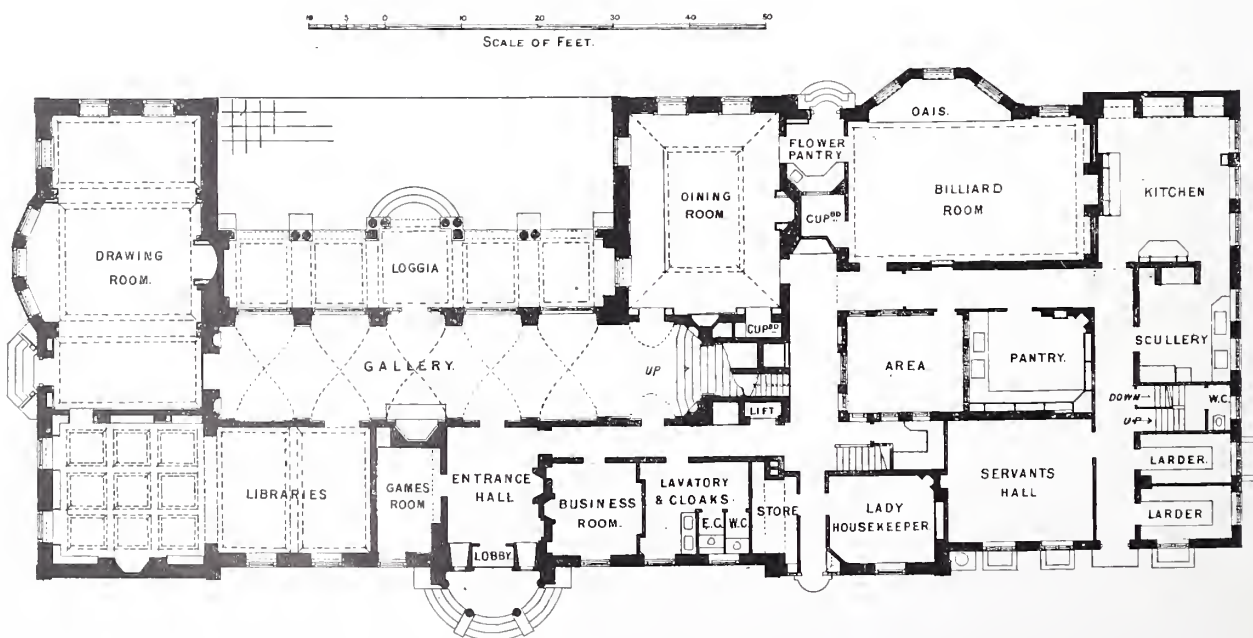 10 5 0 10 20 30 40 50
SCALE OF FEET.
OAIS.
FLOWER
PANTRY
DINING
ROOM
BILLIARD
ROOM
KITCHEN
CUPBD
DRAWING
ROOM.
LOGGIA
CUPBD
GALLERY.
UP
AREA
PANTRY.
SCULLERY
LIFT
DOWN
W.C.
UP
LIBRARIES
GAMES
ROOM
ENTRANCE
HALL
BUSINESS
ROOM.
LAVATORY
& CLOAKS.
E.C.
W.C.
STORE
LADY
HOUSEKEEPER
SERVANTS
HALL
LARDER.
LARDER
LOBBY